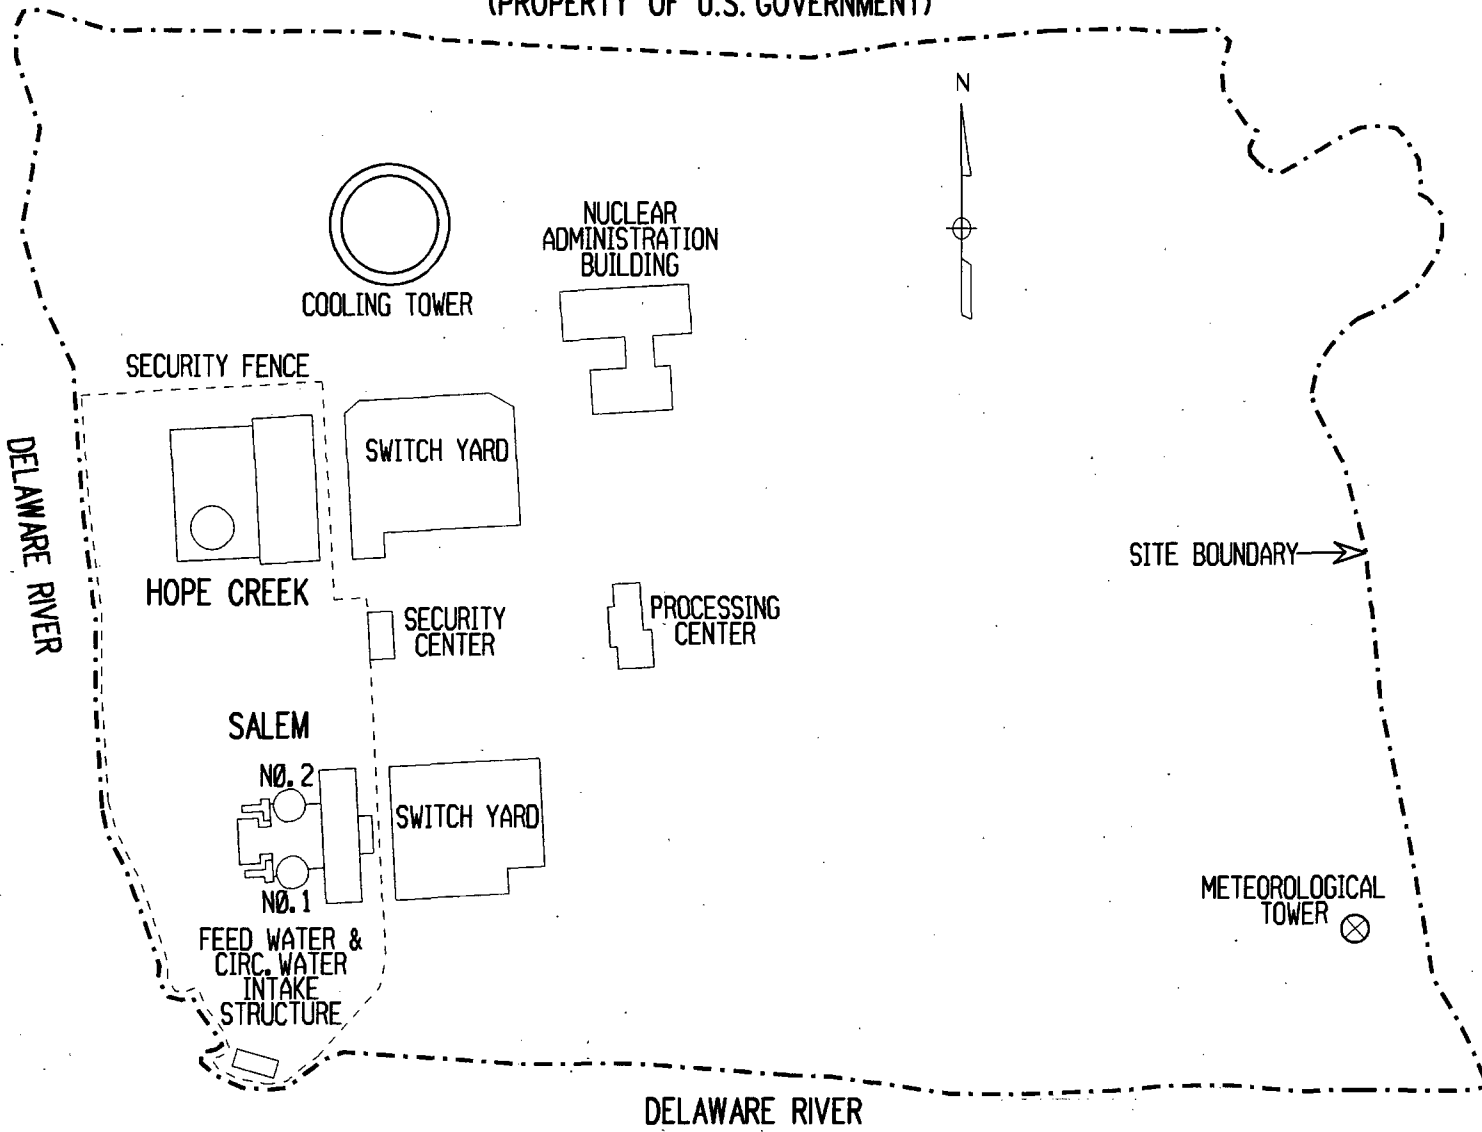 (PROPERTY OF U.S. GOVERNMENT)
N
NUCLEAR
ADMINISTRATION
BUILDING
COOLING TOWER
SECURITY FENCE
SWITCH YARD
DELAWARE RIVER
SITE BOUNDARY
HOPE CREEK
SECURITY
CENTER
PROCESSING
CENTER
SALEM
NØ. 2
SWITCH YARD
NØ. 1
METEOROLOGICAL
TOWER
FEED WATER &
CIRC. WATER
INTAKE
STRUCTURE
DELAWARE RIVER